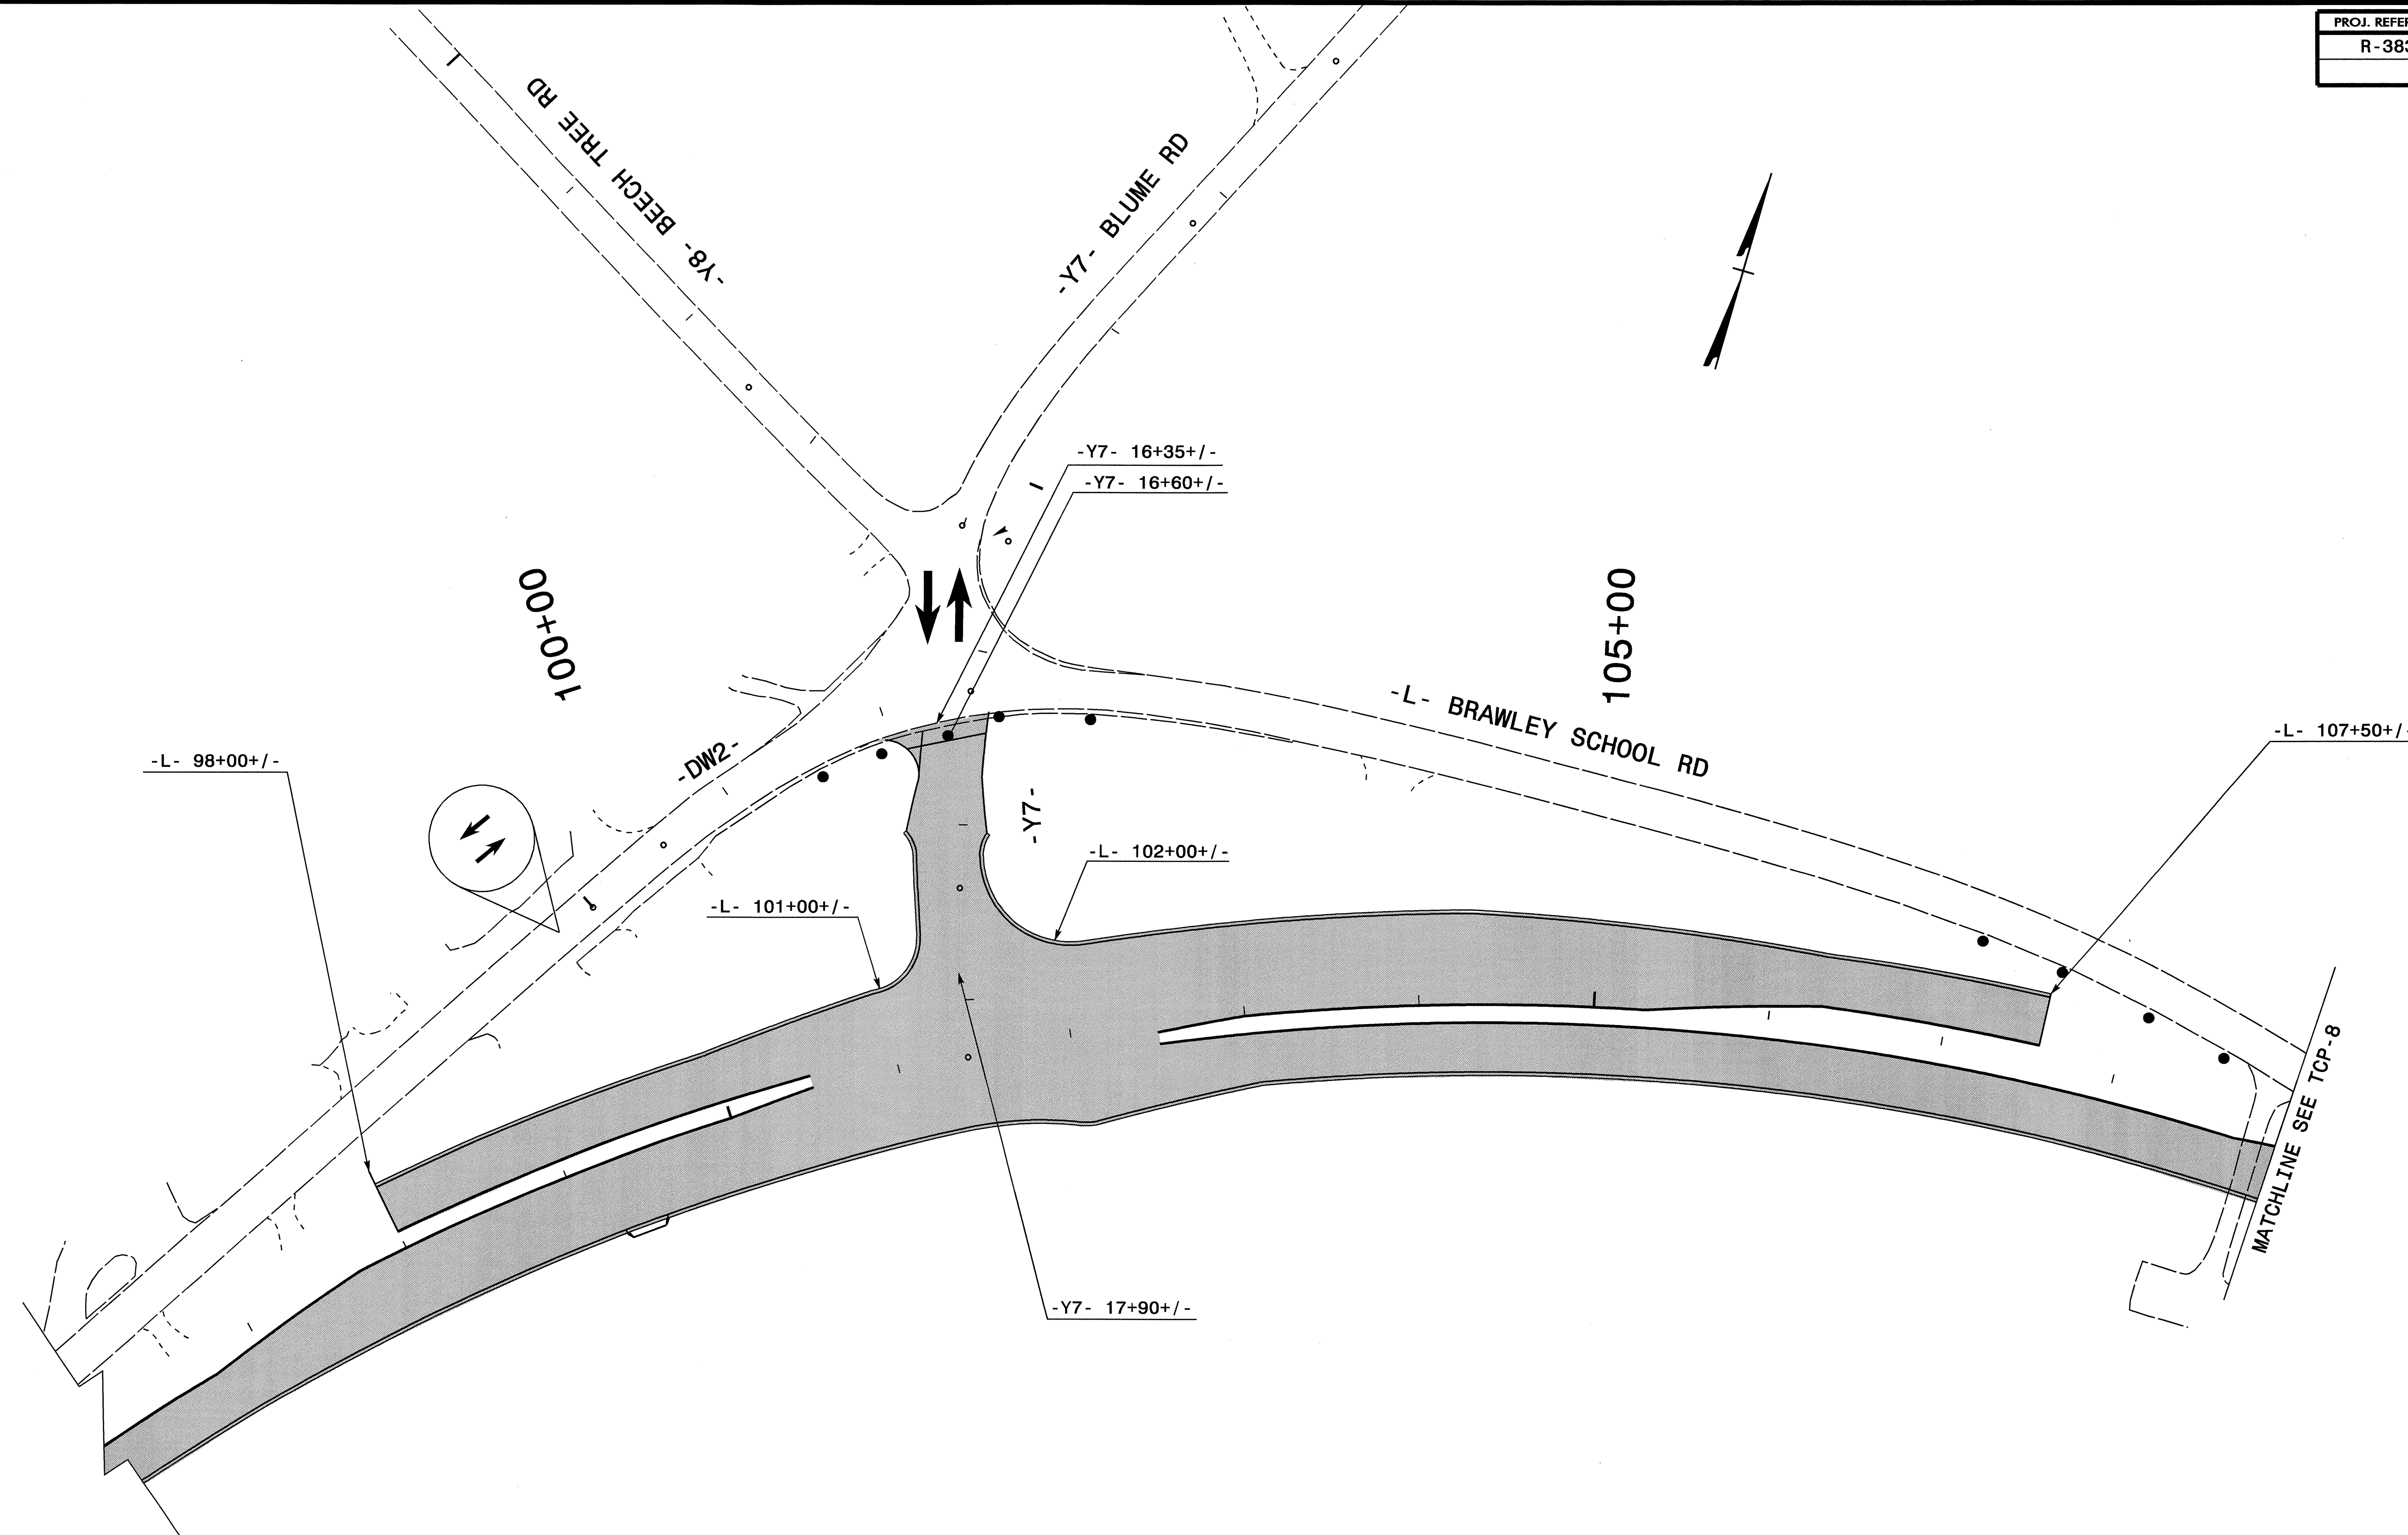 PROJ. REFER
R-383
-Y8- BEECH TREE RD
-Y7- BLUME RD
-Y7- 16+35+/-
-Y7- 16+60+/-
100+00
105+00
-L- BRAWLEY SCHOOL RD
-L- 107+50+/-
-DW2-
-L- 98+00+/-
-Y7-
-L- 102+00+/-
-L- 101+00+/-
-Y7- 17+90+/-
MATCHLINE SEE TCP-8